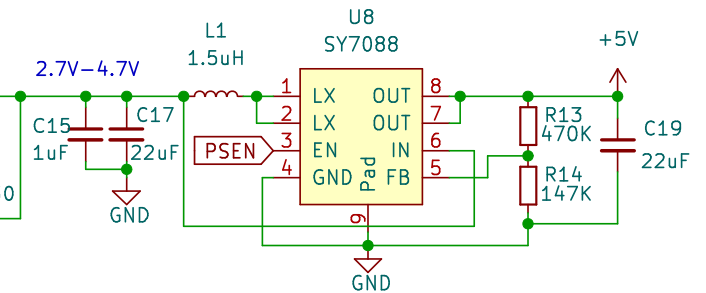 U8
SY7088
L1
1.5uH
2.7V-4.7V
+5V
C15
1uF
C17
22uF
GND
PSEN
1
2
3
4
LX
LX
EN
GND
OUT
OUT
IN
FB
Pad
8
7
6
5
9
R13
470K
R14
147K
C19
22uF
GND